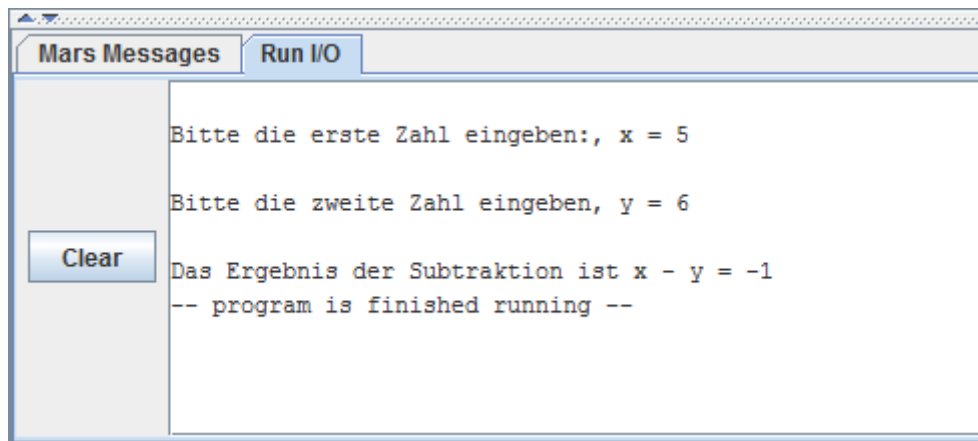 Mars Messages Run I/O
Bitte die erste Zahl eingeben:, x = 5
Bitte die zweite Zahl eingeben, y = 6
Clear
Das Ergebnis der Subtraktion ist x - y = -1
-- program is finished running --